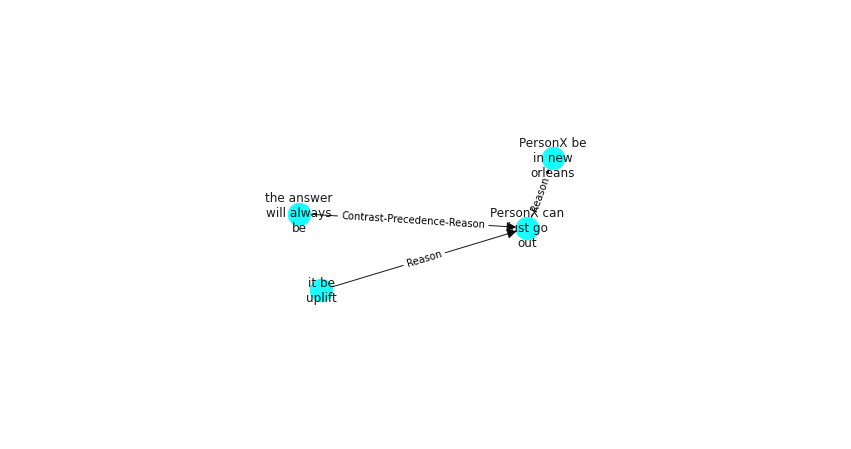 PersonX be
in new
orleans
Reason
the answer
will always
be
Contrast-Precedence-Reason
PersonX can
just go
out
Reason
it be
uplift